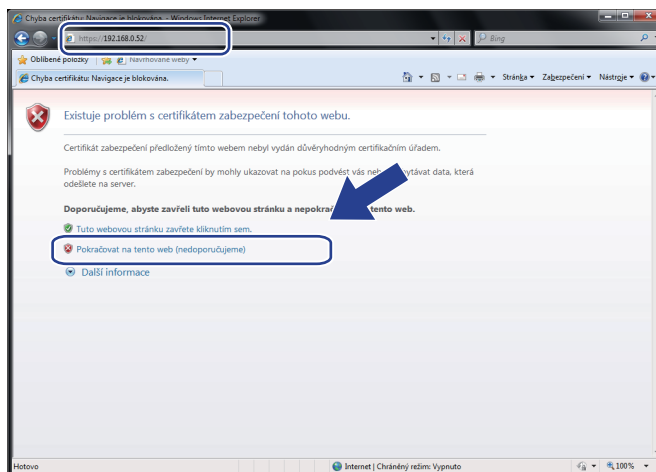 Chyba certifikátu: Navigace je blokována. - Windows Internet Explorer
https://192.168.0.52/
Bing
Oblíbené položky Navrhované weby
Chyba certifikátu: Navigace je blokována.
Stránka Zabezpečení Nástroje
Existuje problém s certifikátem zabezpečení tohoto webu.
Certifikát zabezpečení předložený tímto webem nebyl vydán důvěryhodným certifikačním úřadem.
Problémy s certifikátem zabezpečení by mohly ukazovat na pokus podvést vás data, která
odešlete na server.
Doporučujeme, abyste zavřeli tuto webovou stránku a tento web.
Tuto webovou stránku zavřete kliknutím sem.
Pokračovat na tento web (nedoporučujeme)
Další informace
Hotovo Internet | Chráněný režim: Vypnuto 100%